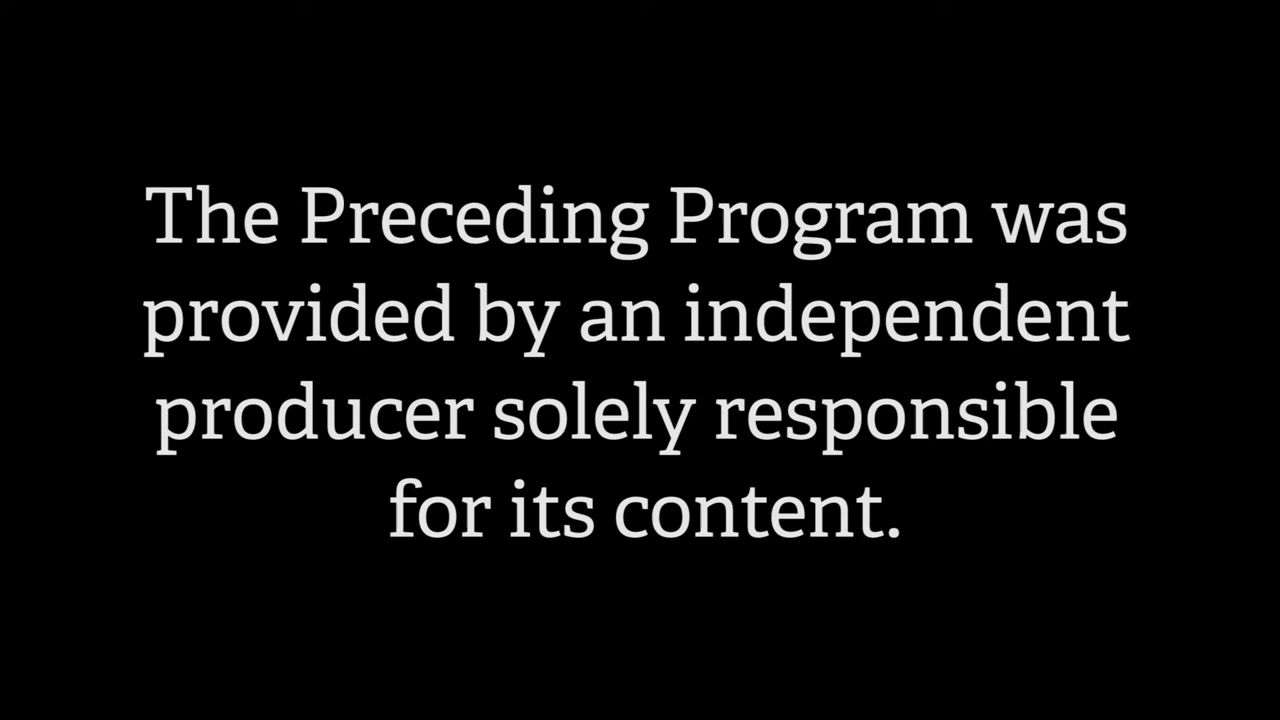 The Preceding Program was
provided by an independent
producer solely responsible
for its content.